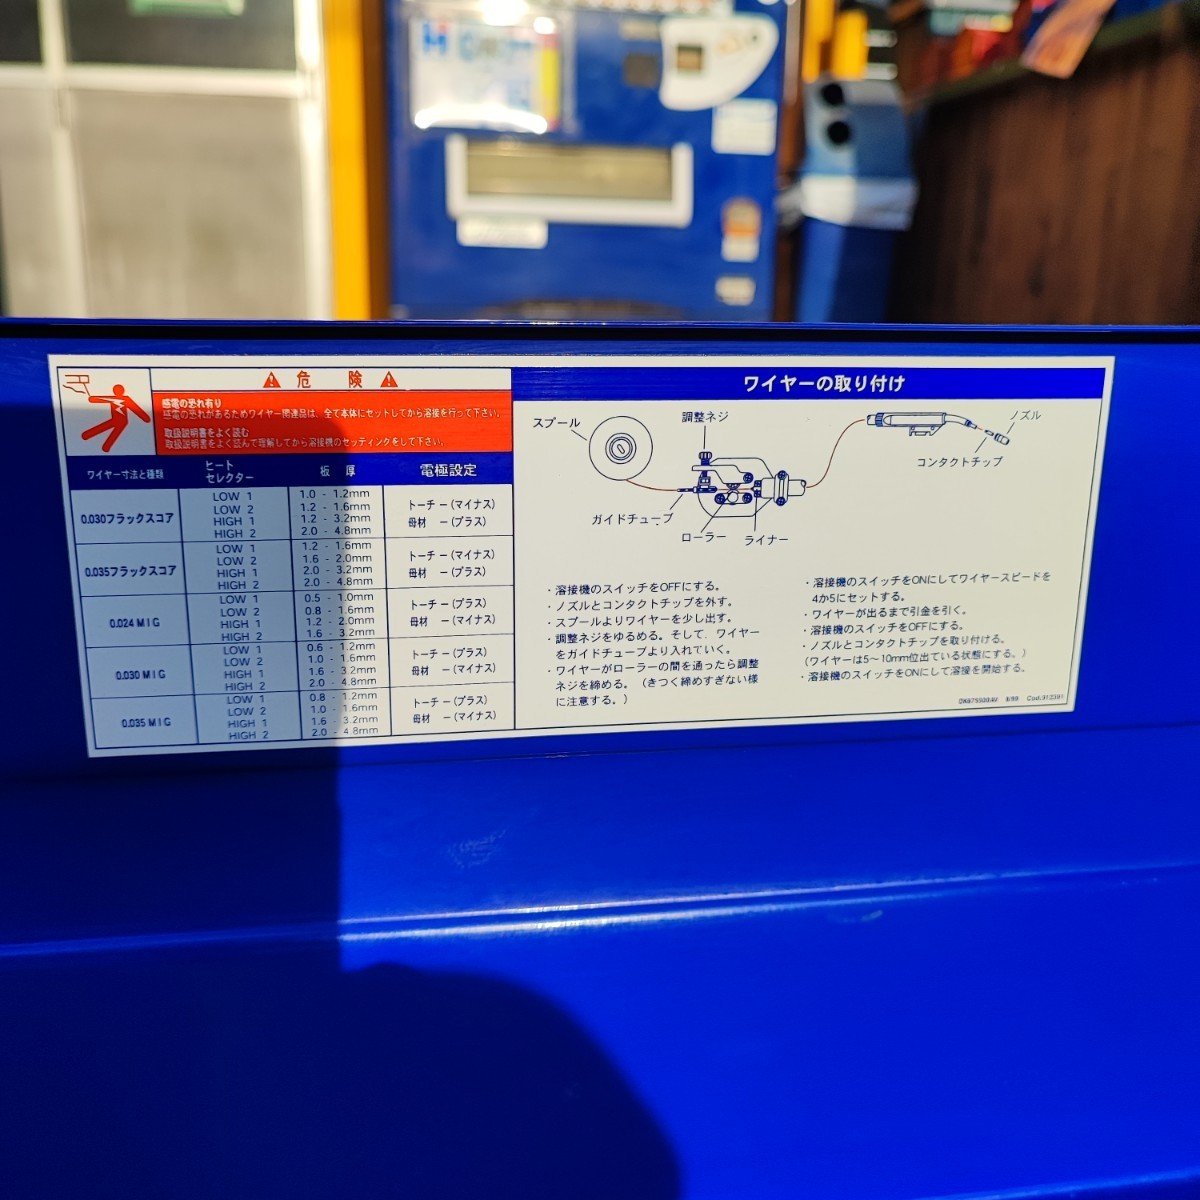 危 険
感電の恐れ有り
感電の恐れがあるためワイヤー関連品は、全て本体にセットしてから溶接を行って下さい。
取扱説明書をよく読む
取扱説明書をよく読んで理解してから溶接機のセッティングをして下さい。
ワイヤー寸法と種類 ヒートセレクター 板 厚 電極設定
0.030フラックスコア
LOW 1 1.0 - 1.2mm
LOW 2 1.2 - 1.6mm
HIGH 1 1.2 - 3.2mm
HIGH 2 2.0 - 4.8mm
トーチ －(マイナス)
母材 －(プラス)
0.035フラックスコア
LOW 1 1.2 - 1.6mm
LOW 2 1.6 - 2.0mm
HIGH 1 2.0 - 3.2mm
HIGH 2 2.0 - 4.8mm
トーチ －(マイナス)
母材 －(プラス)
0.024 MIG
LOW 1 0.5 - 1.0mm
LOW 2 0.8 - 1.6mm
HIGH 1 1.2 - 2.0mm
HIGH 2 1.6 - 3.2mm
トーチ －(プラス)
母材 －(マイナス)
0.030 MIG
LOW 1 0.6 - 1.2mm
LOW 2 1.0 - 1.6mm
HIGH 1 1.6 - 3.2mm
HIGH 2 2.0 - 4.8mm
トーチ －(プラス)
母材 －(マイナス)
0.035 MIG
LOW 1 0.8 - 1.2mm
LOW 2 1.0 - 1.6mm
HIGH 1 1.6 - 3.2mm
HIGH 2 2.0 - 4.8mm
トーチ －(プラス)
母材 －(マイナス)
ワイヤーの取り付け
スプール
調整ネジ
ノズル
コンタクトチップ
ガイドチューブ
ローラー
ライナー
・溶接機のスイッチをOFFにする。
・ノズルとコンタクトチップを外す。
・スプールよりワイヤーを少し出す。
・調整ネジをゆるめる。そして、ワイヤー
をガイドチューブより入れていく。
・ワイヤーがローラーの間を通ったら調整
ネジを締める。（きつく締めすぎない様
に注意する。）
・溶接機のスイッチをONにしてワイヤースピードを
4か5にセットする。
・ワイヤーが出るまで引金を引く。
・溶接機のスイッチをOFFにする。
・ノズルとコンタクトチップを取り付ける。
（ワイヤーは5～10mm位出ている状態にする。）
・溶接機のスイッチをONにして溶接を開始する。